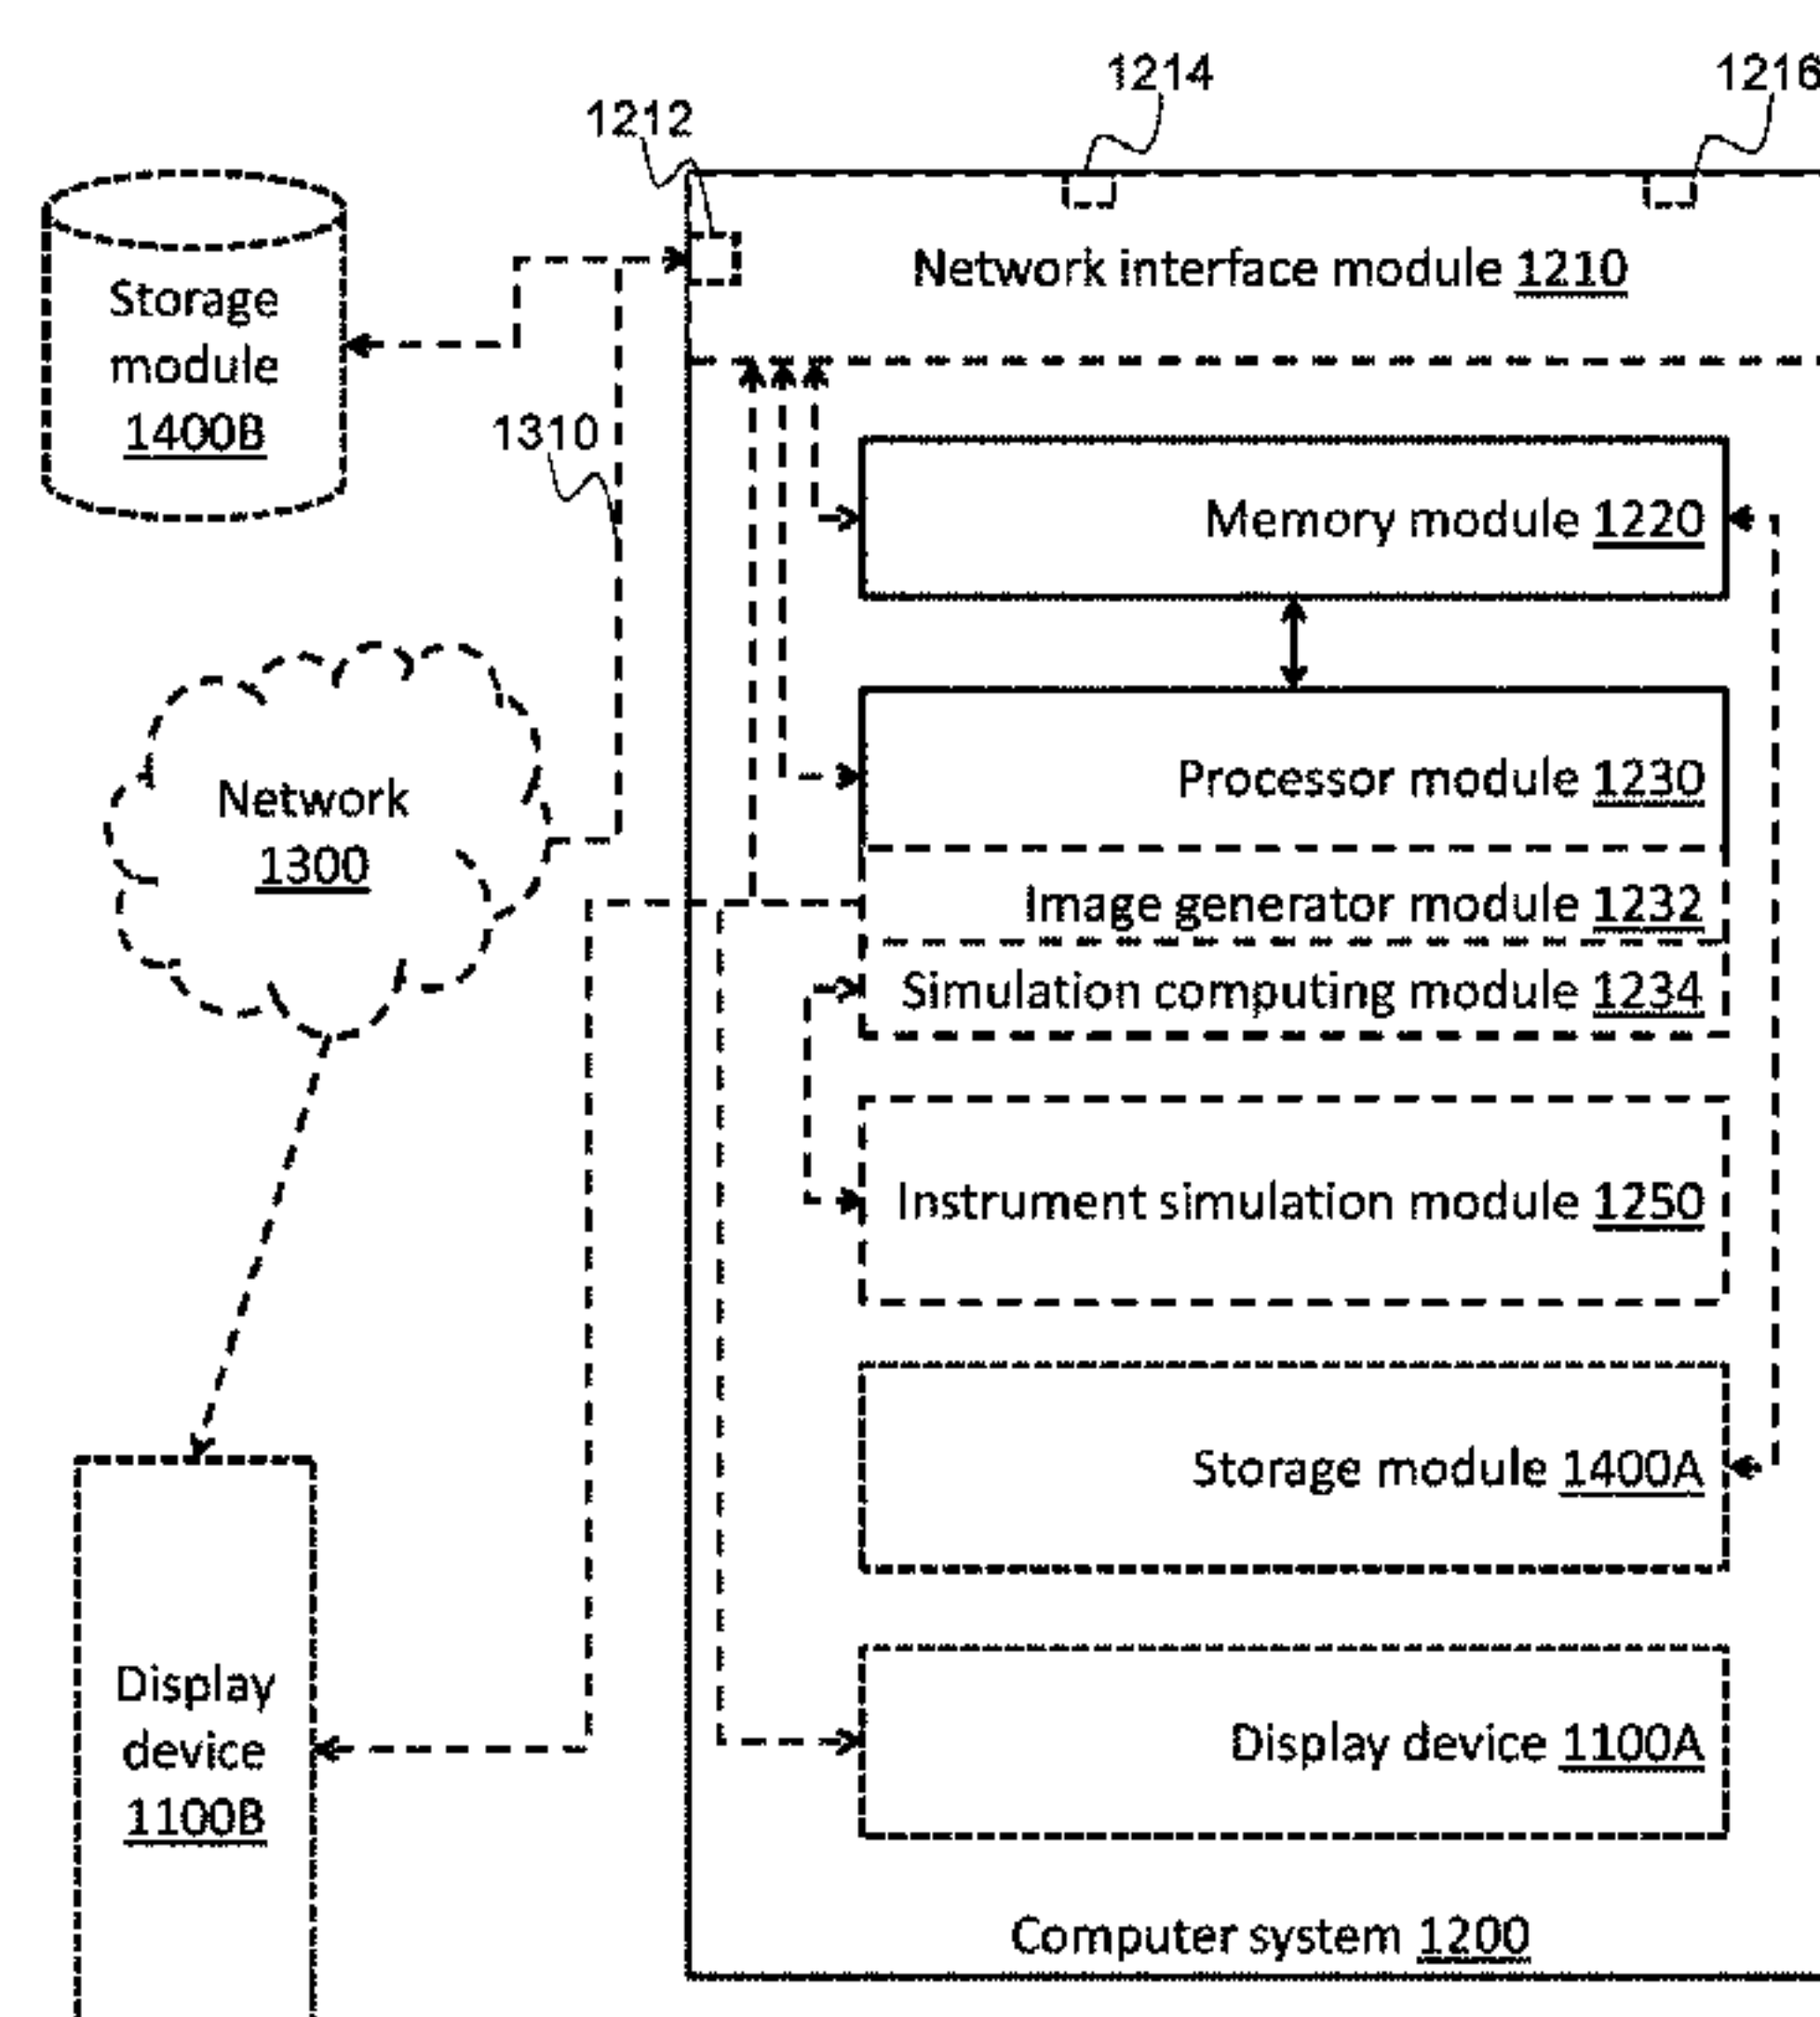 1214
1216
1212
Network interface module 1210
Storage
module
1400B
1310
Memory module 1220
Processor module 1230
Network
1300
Image generator module 1232
Simulation computing module 1234
Instrument simulation module 1250
Storage module 1400A
Display
device
1100B
Display device 1100A
Computer system 1200